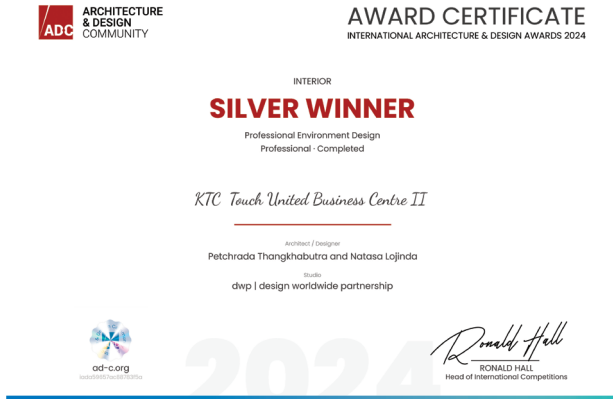 ADC
ARCHITECTURE
& DESIGN
COMMUNITY
AWARD CERTIFICATE
INTERNATIONAL ARCHITECTURE & DESIGN AWARDS 2024
INTERIOR
SILVER WINNER
Professional Environment Design
Professional · Completed
KTC Touch United Business Centre II
Architect / Designer
Petchrada Thangkhabutra and Natasa Lojinda
Studio
dwp | design worldwide partnership
2024
Ronald Hall
RONALD HALL
Head of International Competitions
ad-c.org